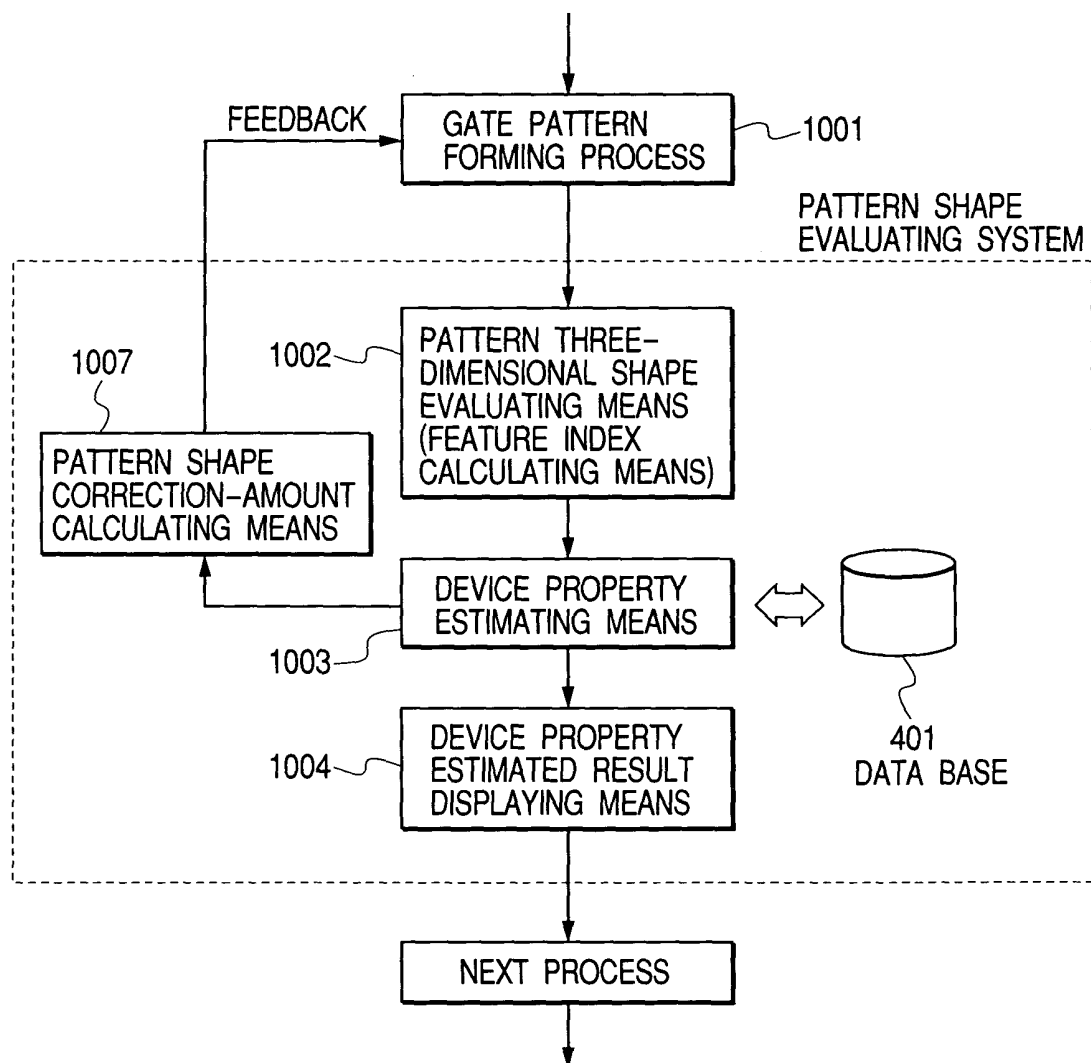 FEEDBACK
GATE PATTERN
FORMING PROCESS
1001
PATTERN SHAPE
EVALUATING SYSTEM
1002
PATTERN THREE-
DIMENSIONAL SHAPE
EVALUATING MEANS
(FEATURE INDEX
CALCULATING MEANS)
1007
PATTERN SHAPE
CORRECTION-AMOUNT
CALCULATING MEANS
DEVICE PROPERTY
ESTIMATING MEANS
1003
401
DATA BASE
1004
DEVICE PROPERTY
ESTIMATED RESULT
DISPLAYING MEANS
NEXT PROCESS